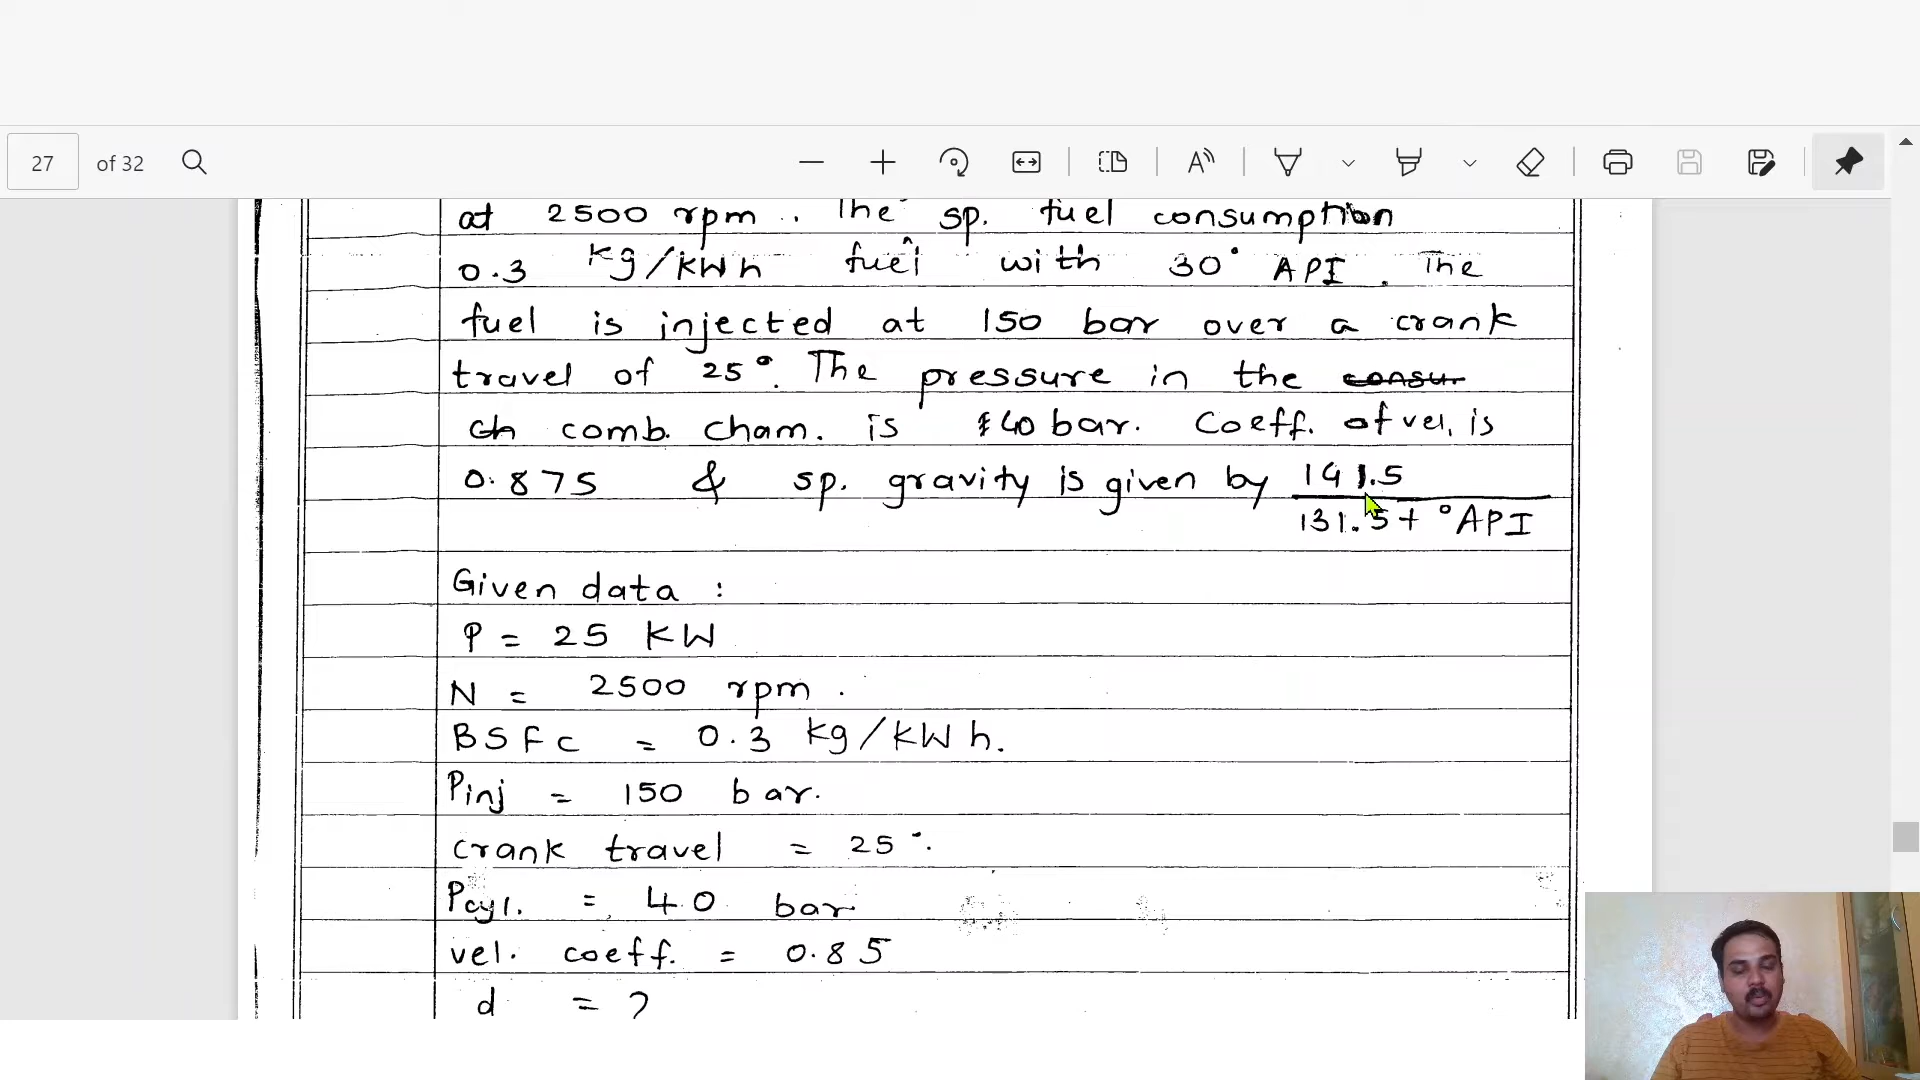 27 of 32
at 2500 rpm. The sp. fuel consumption
0.3 kg/kWh fuel with 30° API. The
fuel is injected at 150 bar over a crank
travel of 25°. The pressure in the consu.
ch comb. cham. is 40 bar. Coeff. of vel. is
0.875 & sp. gravity is given by 141.5
131.5 + °API
Given data :
P = 25 KW
N = 2500 rpm.
BSFC = 0.3 kg/kWh.
Pinj = 150 bar.
crank travel = 25°.
Pcyl. = 40 bar
vel. coeff. = 0.85
d = ?